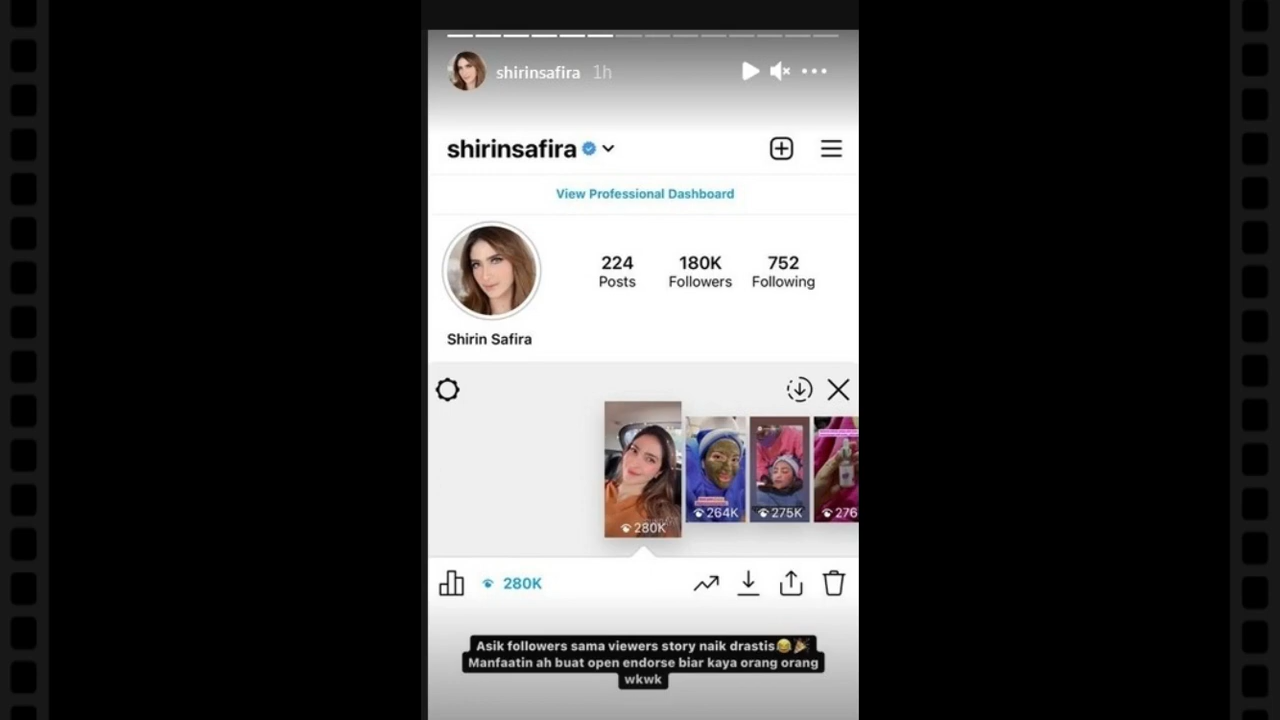 shirinsafira 1h
shirinsafira
View Professional Dashboard
224 180K 752
Posts Followers Following
Shirin Safira
280K 264K 275K 276
280K
Asik followers sama viewers story naik drastis😂🎉
Manfaatin ah buat open endorse biar kaya orang orang
wkwk